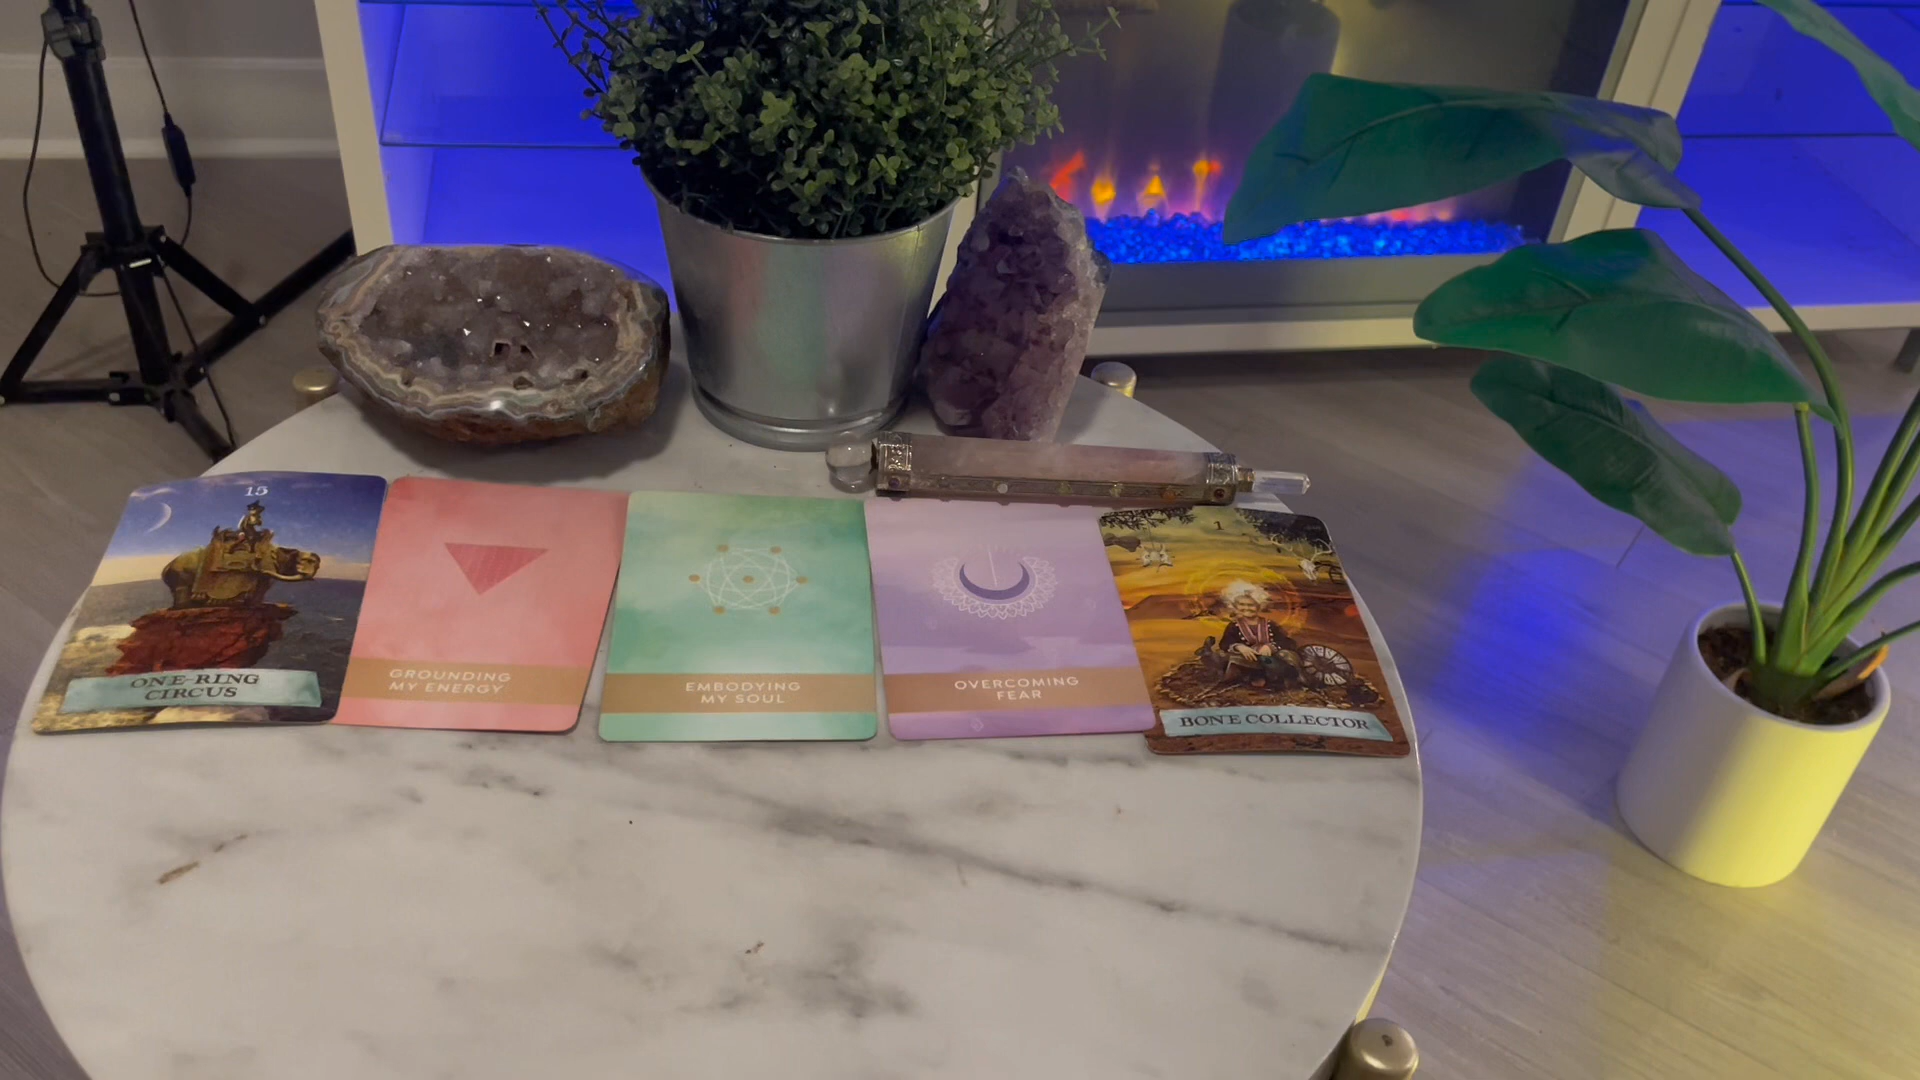 15
ONE-RING
CIRCUS
GROUNDING
MY ENERGY
EMBODYING
MY SOUL
OVERCOMING
FEAR
1
BONE COLLECTOR